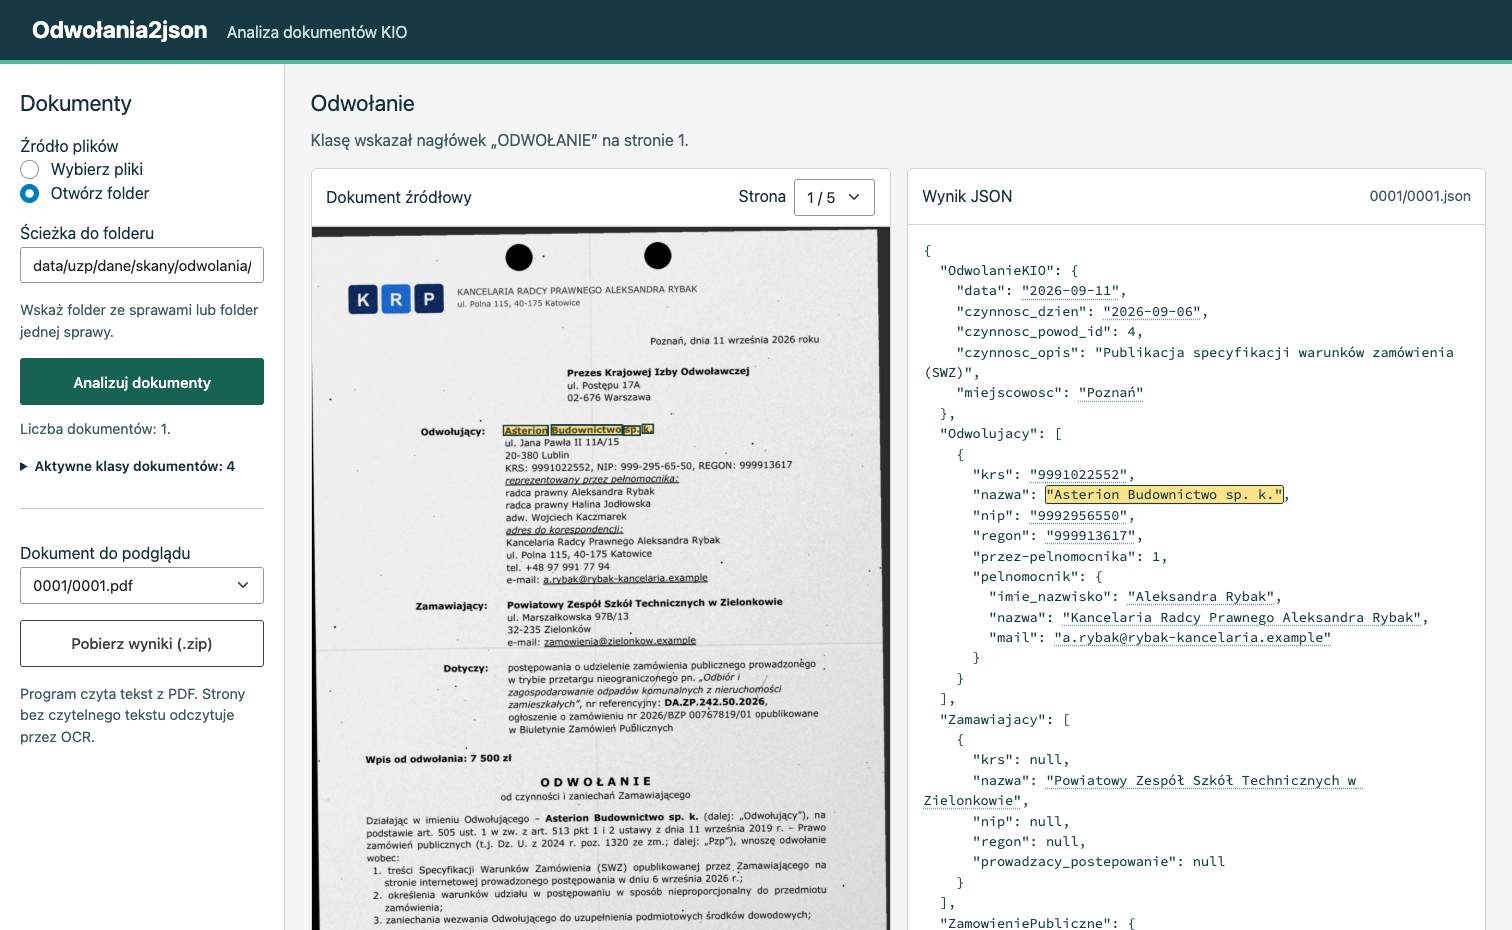 Odwołania2json
Analiza dokumentów KIO
Dokumenty
Źródło plików
Wybierz pliki
Otwórz folder
Ścieżka do folderu
data/uzp/dane/skany/odwolania/
Wskaż folder ze sprawami lub folder
jednej sprawy.
Analizuj dokumenty
Liczba dokumentów: 1.
Aktywne klasy dokumentów: 4
Dokument do podglądu
0001/0001.pdf
Pobierz wyniki (.zip)
Program czyta tekst z PDF. Strony
bez czytelnego tekstu odczytuje
przez OCR.
Odwołanie
Klasę wskazał nagłówek „ODWOŁANIE” na stronie 1.
Dokument źródłowy
Strona
1 / 5
K R P
KANCELARIA RADCY PRAWNEGO ALEKSANDRA RYBAK
ul. Polna 115, 40-175 Katowice
Poznań, dnia 11 września 2026 roku
Prezes Krajowej Izby Odwoławczej
ul. Postępu 17A
02-676 Warszawa
Odwołujący: Asterion Budownictwo sp. k.
ul. Jana Pawła II 11A/15
20-380 Lublin
KRS: 9991022552, NIP: 999-295-65-50, REGON: 999913617
reprezentowany przez pełnomocnika:
radca prawny Aleksandra Rybak
radca prawny Halina Jodłowska
adw. Wojciech Kaczmarek
adres do korespondencji:
Kancelaria Radcy Prawnego Aleksandra Rybak
ul. Polna 115, 40-175 Katowice
tel. +48 97 991 77 94
e-mail: a.rybak@rybak-kancelaria.example
Zamawiający: Powiatowy Zespół Szkół Technicznych w Zielonkowie
ul. Marszałkowska 97B/13
32-235 Zielonków
e-mail: zamowienia@zielonkow.example
Dotyczy: postępowania o udzielenie zamówienia publicznego prowadzonego
w trybie przetargu nieograniczonego pn. „Odbiór i
zagospodarowanie odpadów komunalnych z nieruchomości
zamieszkałych”, nr referencyjny: DA.ZP.242.50.2026,
ogłoszenie o zamówieniu nr 2026/BZP 00767819/01 opublikowane
w Biuletynie Zamówień Publicznych
Wpis od odwołania: 7 500 zł
ODWOŁANIE
od czynności i zaniechań Zamawiającego
Działając w imieniu Odwołującego – Asterion Budownictwo sp. k. (dalej: „Odwołujący”), na
podstawie art. 505 ust. 1 w zw. z art. 513 pkt 1 i 2 ustawy z dnia 11 września 2019 r. – Prawo
zamówień publicznych (t.j. Dz. U. z 2024 r. poz. 1320 ze zm.; dalej: „Pzp”), wnoszę odwołanie
wobec:
1. treści Specyfikacji Warunków Zamówienia (SWZ) opublikowanej przez Zamawiającego na
stronie internetowej prowadzonego postępowania w dniu 6 września 2026 r.;
2. określenia warunków udziału w postępowaniu w sposób nieproporcjonalny do przedmiotu
zamówienia;
3. zaniechania wezwania Odwołującego do uzupełnienia podmiotowych środków dowodowych;
Wynik JSON
0001/0001.json
{
"OdwolanieKIO": {
"data": "2026-09-11",
"czynnosc_dzien": "2026-09-06",
"czynnosc_powod_id": 4,
"czynnosc_opis": "Publikacja specyfikacji warunków zamówienia
(SWZ)",
"miejscowosc": "Poznań"
},
"Odwolujacy": [
{
"krs": "9991022552",
"nazwa": "Asterion Budownictwo sp. k.",
"nip": "9992956550",
"regon": "999913617",
"przez-pelnomocnika": 1,
"pelnomocnik": {
"imie_nazwisko": "Aleksandra Rybak",
"nazwa": "Kancelaria Radcy Prawnego Aleksandra Rybak",
"mail": "a.rybak@rybak-kancelaria.example"
}
}
],
"Zamawiajacy": [
{
"krs": null,
"nazwa": "Powiatowy Zespół Szkół Technicznych w
Zielonkowie",
"nip": null,
"regon": null,
"prowadzacy_postepowanie": null
}
],
"ZamowieniePubliczne": {